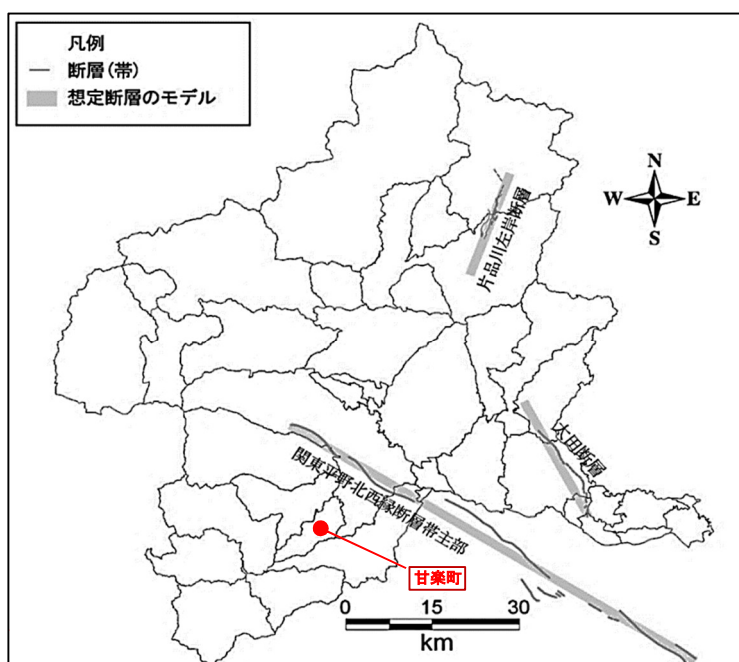 凡例
断層(帯)
想定断層のモデル
N
W E
S
片品川左岸断層
太田断層
関東平野北西縁断層帯主部
甘楽町
0 15 30
km